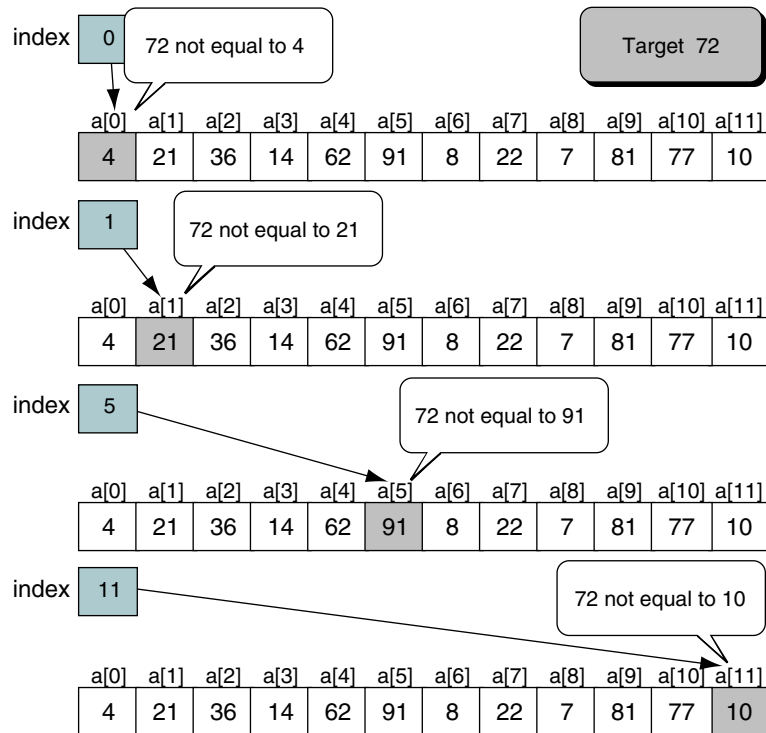 index 0 72 not equal to 4 Target 72
a[0] a[1] a[2] a[3] a[4] a[5] a[6] a[7] a[8] a[9] a[10] a[11]
4 21 36 14 62 91 8 22 7 81 77 10
index 1 72 not equal to 21
a[0] a[1] a[2] a[3] a[4] a[5] a[6] a[7] a[8] a[9] a[10] a[11]
4 21 36 14 62 91 8 22 7 81 77 10
index 5 72 not equal to 91
a[0] a[1] a[2] a[3] a[4] a[5] a[6] a[7] a[8] a[9] a[10] a[11]
4 21 36 14 62 91 8 22 7 81 77 10
index 11 72 not equal to 10
a[0] a[1] a[2] a[3] a[4] a[5] a[6] a[7] a[8] a[9] a[10] a[11]
4 21 36 14 62 91 8 22 7 81 77 10